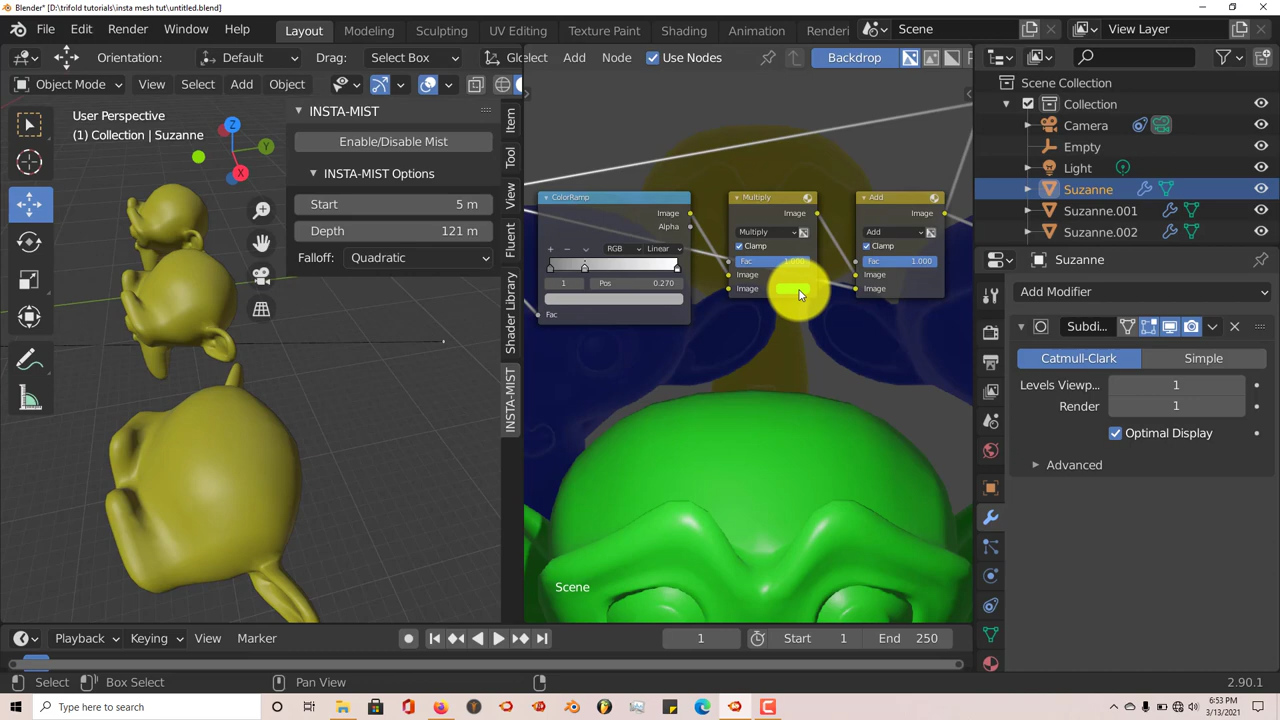 Blender* [D:\trifold tutorials\insta mesh tut\untitled.blend]
File Edit Render Window Help Layout Modeling Sculpting UV Editing Texture Paint Shading Animation Scene View Layer
Orientation: Default Drag: Select Box Add Node Use Nodes Backdrop
Object Mode View Select Add Object
User Perspective
(1) Collection | Suzanne
Z
Y
X
INSTA-MIST
Enable/Disable Mist
INSTA-MIST Options
Start 5 m
Depth 121 m
Falloff: Quadratic
Item
Tool
View
Fluent
Shader Library
INSTA-MIST
ColorRamp
Image
Alpha
RGB Linear
1 Pos 0.270
Fac
Multiply
Image
Multiply
Clamp
Fac 1.000
Image
Image
Add
Image
Add
Clamp
Fac 1.000
Image
Image
Scene
Scene Collection
Collection
Camera
Empty
Light
Suzanne
Suzanne.001
Suzanne.002
Suzanne
Add Modifier
Subdi...
Catmull-Clark Simple
Levels Viewp... 1
Render 1
Optimal Display
Advanced
Playback Keying View Marker 1 Start 1 End 250
Select Box Select Pan View 2.90.1
Type here to search
6:53 PM
3/13/2021